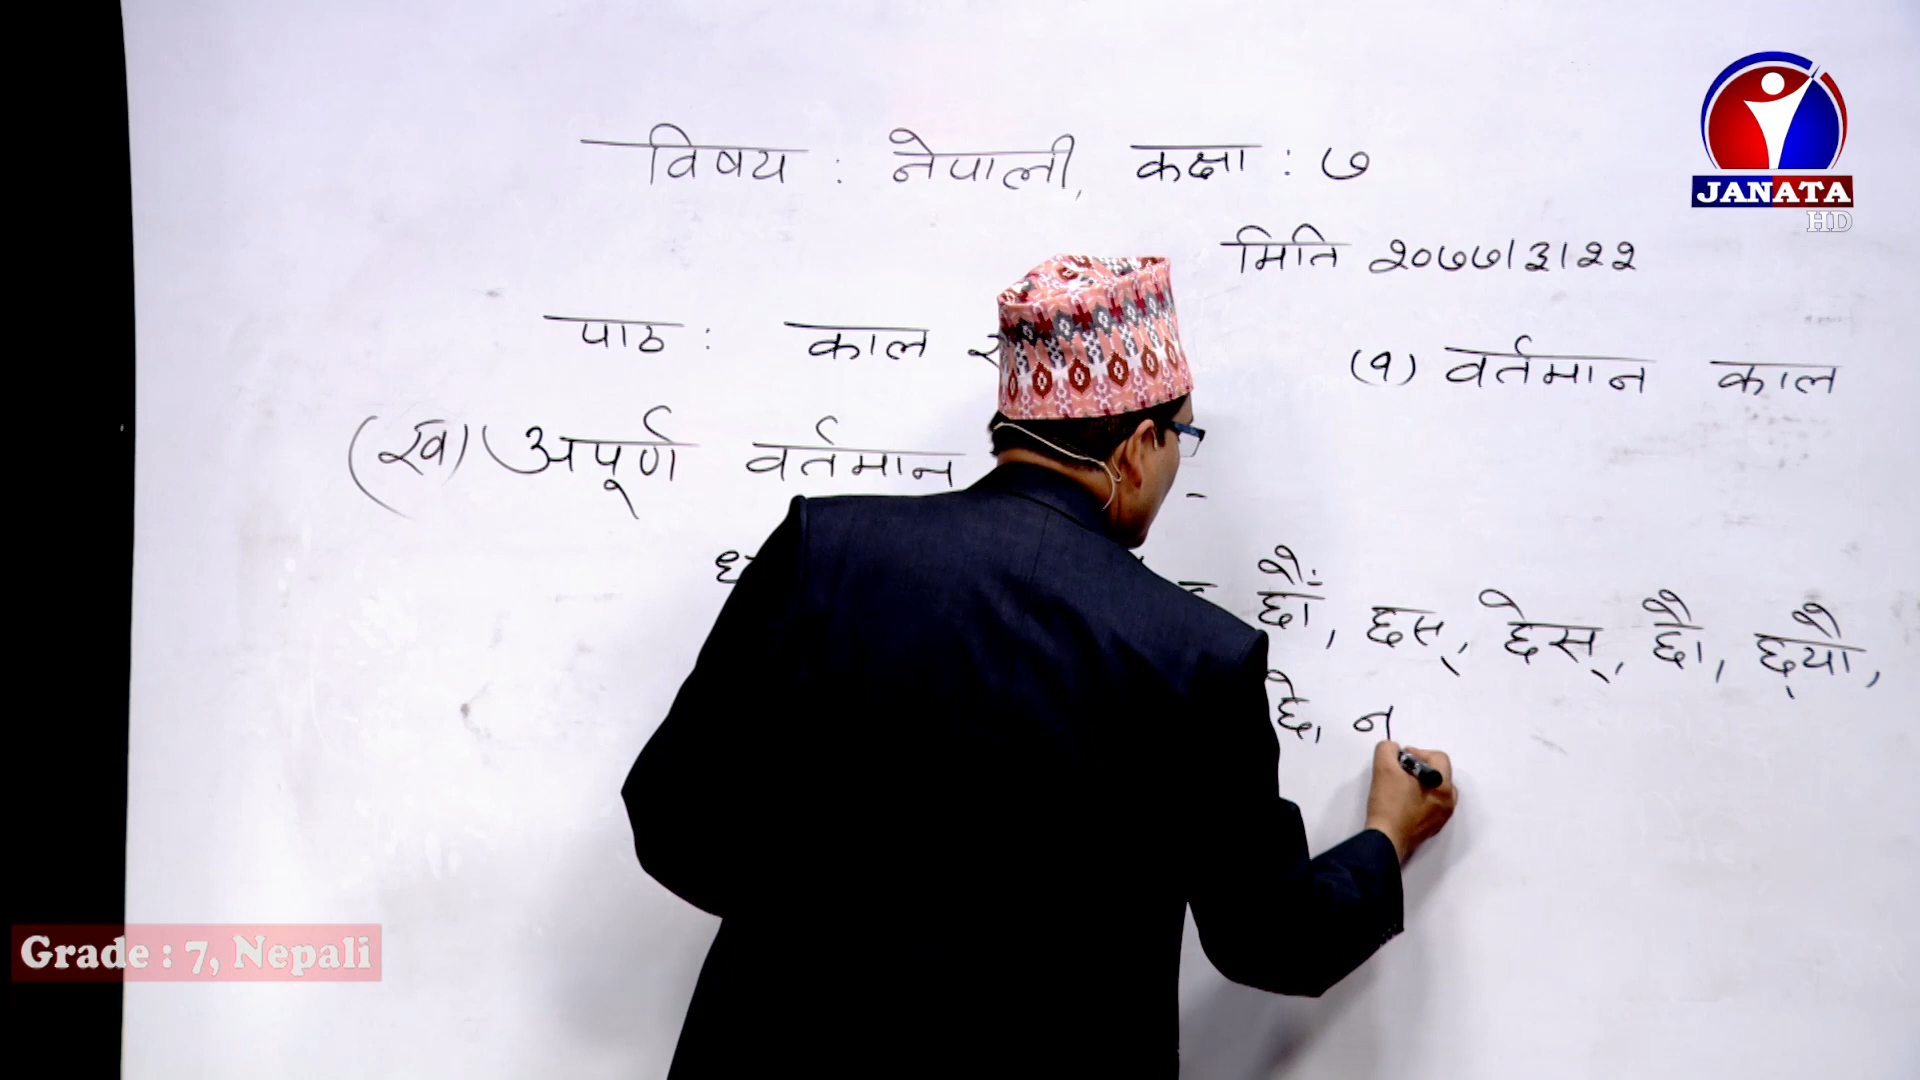 विषय : नेपाली, कक्षा : ७
मिति २०७७।३।२२
पाठ : काल
(१) वर्तमान काल
(ख) अपूर्ण वर्तमान -
छौं, छस्, छेस्, छौ, छ्यौ,
छे, न
JANATA
HD
Grade : 7, Nepali